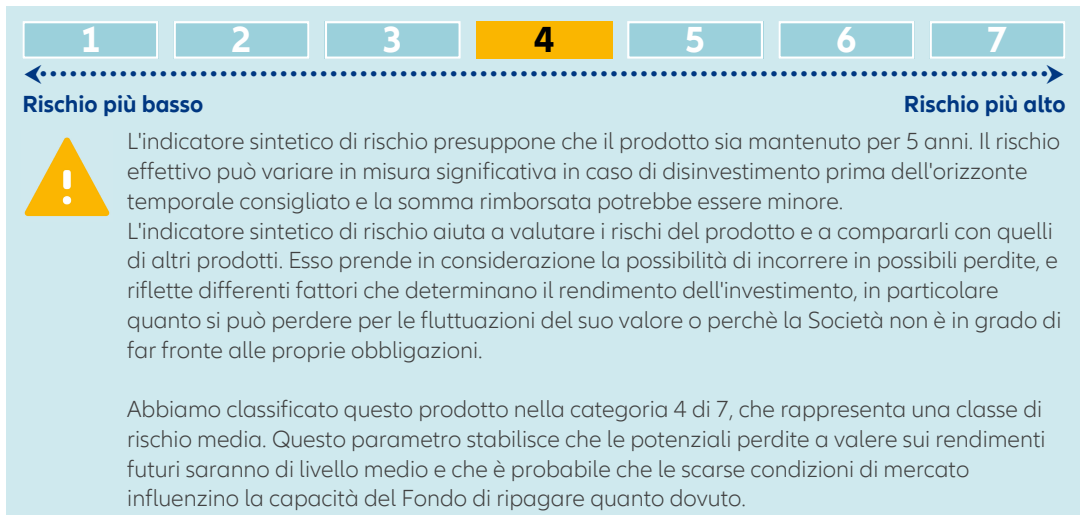 1 2 3 4 5 6 7
Rischio più basso Rischio più alto
L'indicatore sintetico di rischio presuppone che il prodotto sia mantenuto per 5 anni. Il rischio
effettivo può variare in misura significativa in caso di disinvestimento prima dell'orizzonte
temporale consigliato e la somma rimborsata potrebbe essere minore.
L'indicatore sintetico di rischio aiuta a valutare i rischi del prodotto e a compararli con quelli
di altri prodotti. Esso prende in considerazione la possibilità di incorrere in possibili perdite, e
riflette differenti fattori che determinano il rendimento dell'investimento, in particolare
quanto si può perdere per le fluttuazioni del suo valore o perchè la Società non è in grado di
far fronte alle proprie obbligazioni.
Abbiamo classificato questo prodotto nella categoria 4 di 7, che rappresenta una classe di
rischio media. Questo parametro stabilisce che le potenziali perdite a valere sui rendimenti
futuri saranno di livello medio e che è probabile che le scarse condizioni di mercato
influenzino la capacità del Fondo di ripagare quanto dovuto.